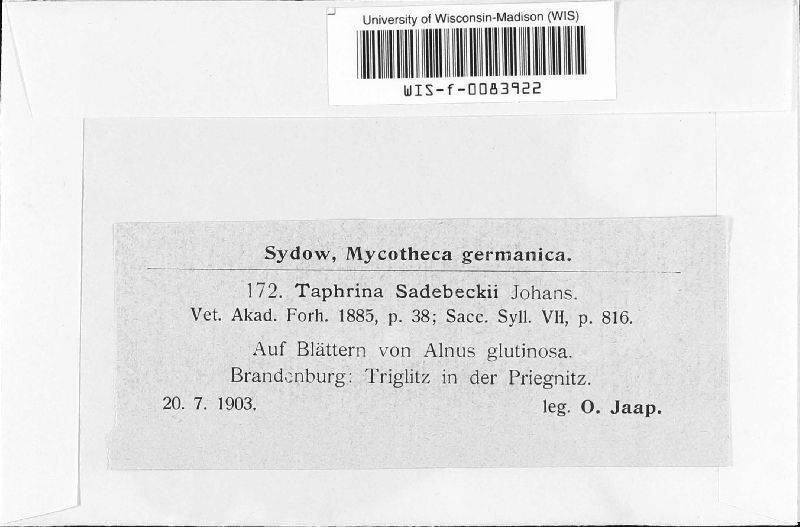 University of Wisconsin-Madison (WIS)
WIS-f-0083922
Sydow, Mycotheca germanica.
172. Taphrina Sadebeckii Johans.
Vet. Akad. Forh. 1885, p. 38; Sacc. Syll. VII, p. 816.
Auf Blättern von Alnus glutinosa.
Brandenburg: Triglitz in der Priegnitz.
20. 7. 1903. leg. O. Jaap.